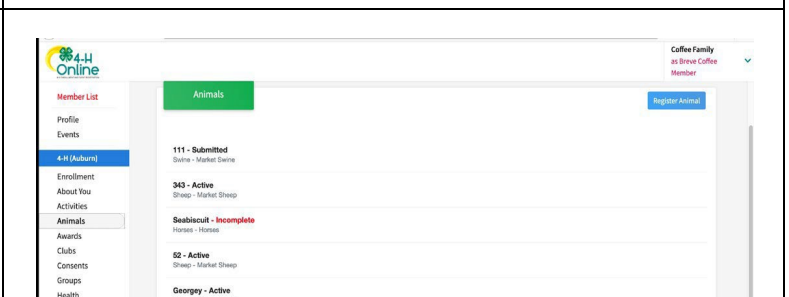 4-H
Online
Coffee Family
as Breve Coffee
Member
Member List
Profile
Events
4-H (Auburn)
Enrollment
About You
Activities
Animals
Awards
Clubs
Consents
Groups
Health
Animals
Register Animal
111 - Submitted
Swine - Market Swine
343 - Active
Sheep - Market Sheep
Seabiscuit - Incomplete
Horses - Horses
52 - Active
Sheep - Market Sheep
Georgey - Active